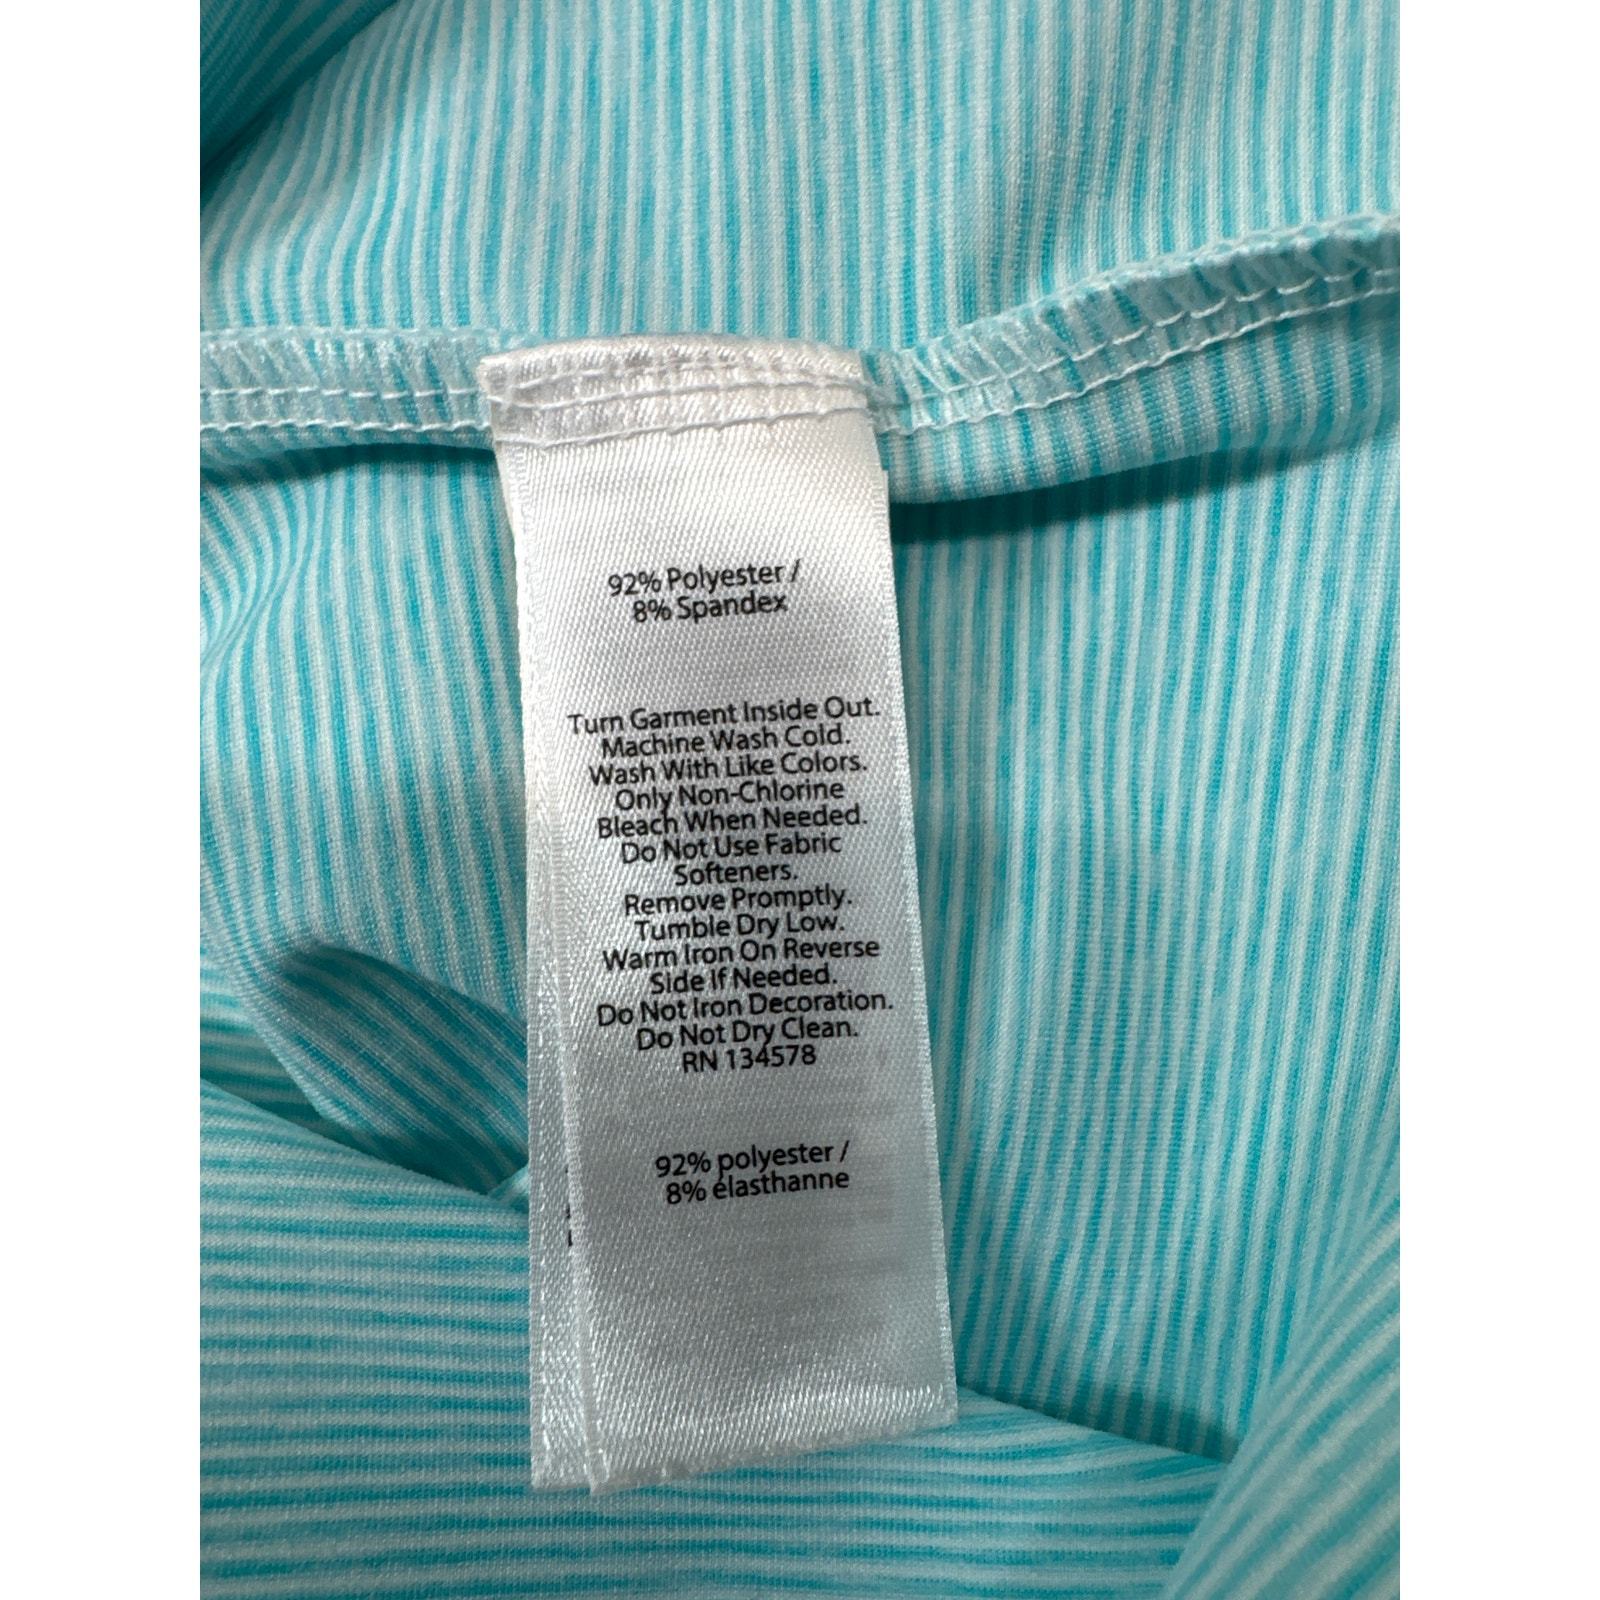 92% Polyester /
8% Spandex
Turn Garment Inside Out.
Machine Wash Cold.
Wash With Like Colors.
Only Non-Chlorine
Bleach When Needed.
Do Not Use Fabric
Softeners.
Remove Promptly.
Tumble Dry Low.
Warm Iron On Reverse
Side If Needed.
Do Not Iron Decoration.
Do Not Dry Clean.
RN 134578
92% polyester /
8% élasthanne